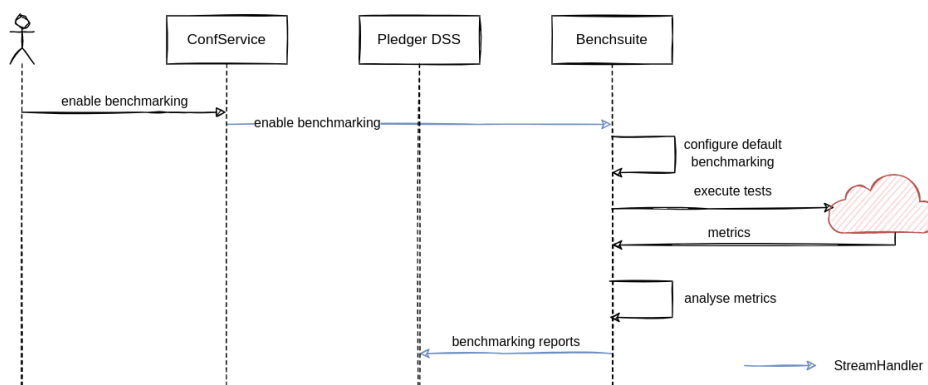 ConfService
Pledger DSS
Benchsuite
enable benchmarking
enable benchmarking
configure default
benchmarking
execute tests
metrics
analyse metrics
benchmarking reports
StreamHandler